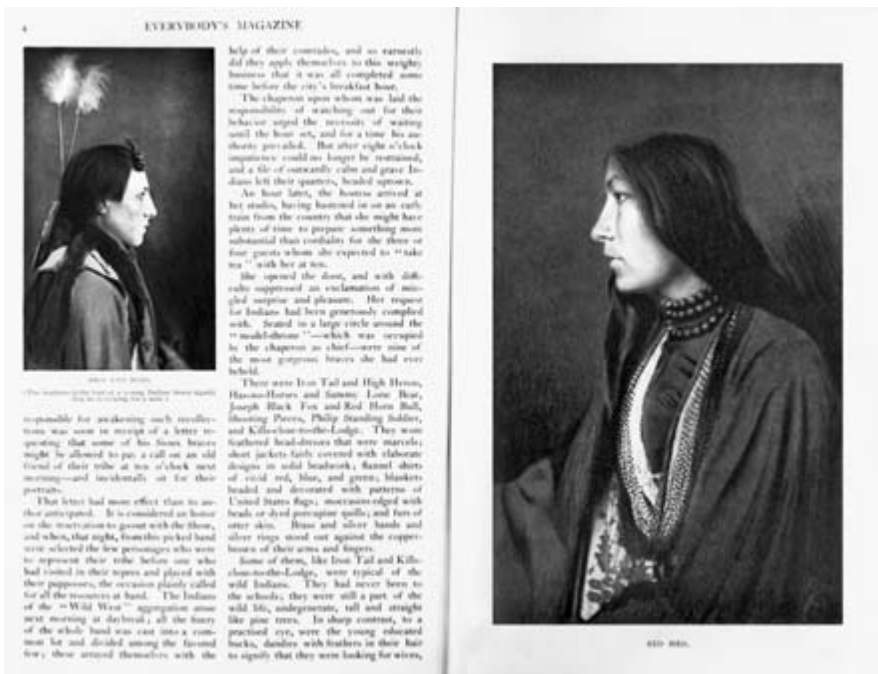 4
EVERYBODY'S MAGAZINE
(The feathers in the hair of a young Indian brave signify
that he is looking for a wife.)
responsible for awakening such recollec-
tions was soon in receipt of a letter re-
questing that some of his Sioux braves
might be allowed to pay a call on an old
friend of their tribe at ten o'clock next
morning—and incidentally sit for their
portraits.
That letter had more effect than its au-
thor anticipated. It is considered an honor
on the reservation to go out with the Show,
and when, that night, from this picked band
were selected the few personages who were
to represent their tribe before one who
had visited in their tepees and played with
their papooses, the occasion plainly called
for all the resources at hand. The Indians
of the "Wild West" aggregation arose
next morning at daybreak; all the finery
of the whole band was cast into a com-
mon lot and divided among the favored
few; these arrayed themselves with the
help of their comrades, and so earnestly
did they apply themselves to this weighty
business that it was all completed some
time before the city's breakfast hour.
The chaperon upon whom was laid the
responsibility of watching out for their
behavior urged the necessity of waiting
until the hour set, and for a time his au-
thority prevailed. But after eight o'clock
impatience could no longer be restrained,
and a file of outwardly calm and grave In-
dians left their quarters, headed uptown.
An hour later, the hostess arrived at
her studio, having hastened in on an early
train from the country that she might have
plenty of time to prepare something more
substantial than cordiality for the three or
four guests whom she expected to "take
tea" with her at ten.
She opened the door, and with diffi-
culty suppressed an exclamation of min-
gled surprise and pleasure. Her request
for Indians had been generously complied
with. Seated in a large circle around the
"model-throne"—which was occupied
by the chaperon as chief—were nine of
the most gorgeous braves she had ever
beheld.
There were Iron Tail and High Heron,
Has-no-Horses and Sammy Lone Bear,
Joseph Black Fox and Red Horn Bull,
Shooting Pieces, Philip Standing Soldier,
and Kills-close-to-the-Lodge. They wore
feathered head-dresses that were marvels;
short jackets fairly covered with elaborate
designs in solid beadwork; flannel shirts
of vivid red, blue, and green; blankets
beaded and decorated with patterns of
United States flags; moccasins edged with
beads or dyed porcupine quills; and furs of
otter skin. Brass and silver bands and
silver rings stood out against the copper-
brown of their arms and fingers.
Some of them, like Iron Tail and Kills-
close-to-the-Lodge, were typical of the
wild Indians. They had never been to
the schools; they were still a part of the
wild life, undegenerate, tall and straight
like pine trees. In sharp contrast, to a
practised eye, were the young educated
bucks, dandies with feathers in their hair
to signify that they were looking for wives,
RED BIRD.